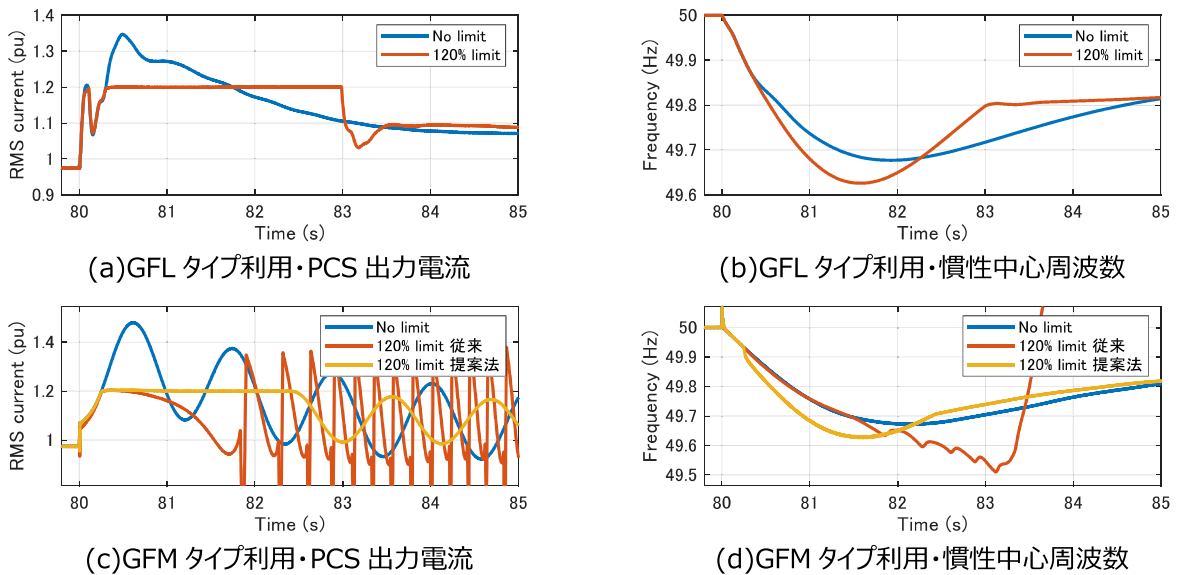 1.4
1.3
1.2
1.1
1
0.9
RMS current (pu)
No limit
120% limit
80 81 82 83 84 85
Time (s)
(a)GFL タイプ利用・PCS 出力電流
50
49.9
49.8
49.7
49.6
Frequency (Hz)
No limit
120% limit
80 81 82 83 84 85
Time (s)
(b)GFL タイプ利用・慣性中心周波数
1.4
1.2
1
RMS current (pu)
No limit
120% limit 従来
120% limit 提案法
80 81 82 83 84 85
Time (s)
(c)GFM タイプ利用・PCS 出力電流
50
49.9
49.8
49.7
49.6
49.5
Frequency (Hz)
No limit
120% limit 従来
120% limit 提案法
80 81 82 83 84 85
Time (s)
(d)GFM タイプ利用・慣性中心周波数